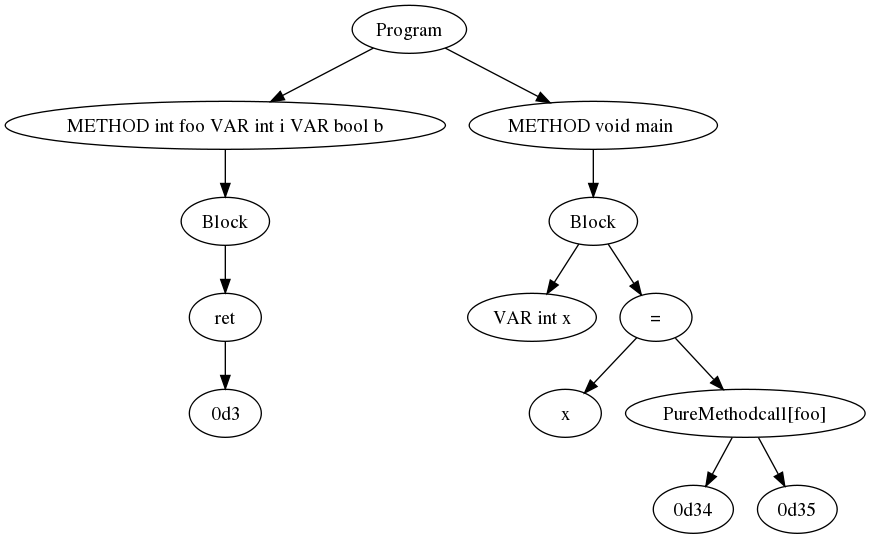 Program
METHOD int foo VAR int i VAR bool b
METHOD void main
Block
Block
ret
VAR int x
=
0d3
x
PureMethodcall[foo]
0d34
0d35